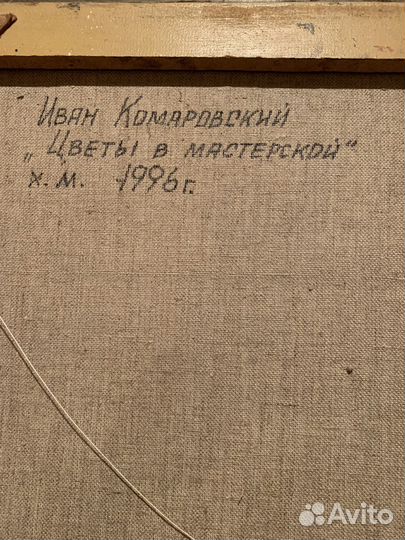 Иван Комаровский
„Цветы в мастерской“
х.м. 1996г.
Avito